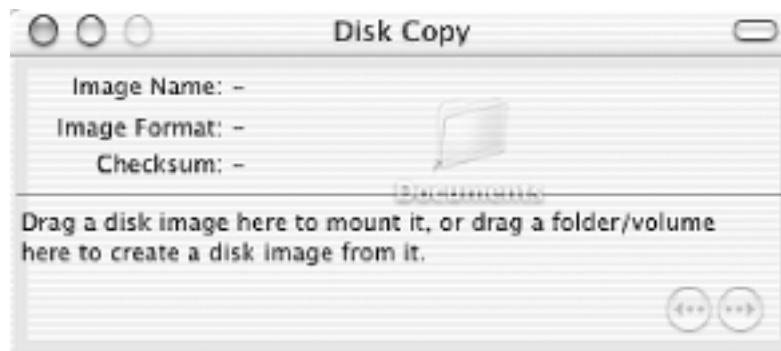 Disk Copy
Image Name: –
Image Format: –
Checksum: –
Documents
Drag a disk image here to mount it, or drag a folder/volume
here to create a disk image from it.